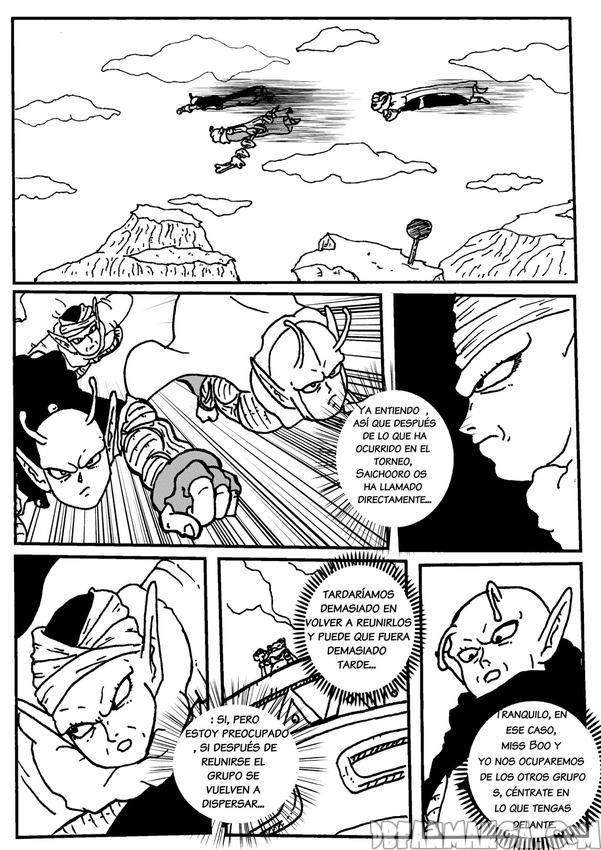 Ya entiendo ,
así que después
de lo que ha
ocurrido en el
torneo,
Saichooro os
ha llamado
directamente...
: Si, pero
estoy preocupado
, si después de
reunirse el
grupo se
vuelven a
dispersar...
Tardaríamos
demasiado en
volver a reunirlos
y puede que fuera
demasiado
tarde...
Tranquilo, en
ese caso,
miss Boo y
yo nos ocuparemos
de los otros grupo
s, céntrate en
lo que tengas
delante.
DBFANMANGA.COM